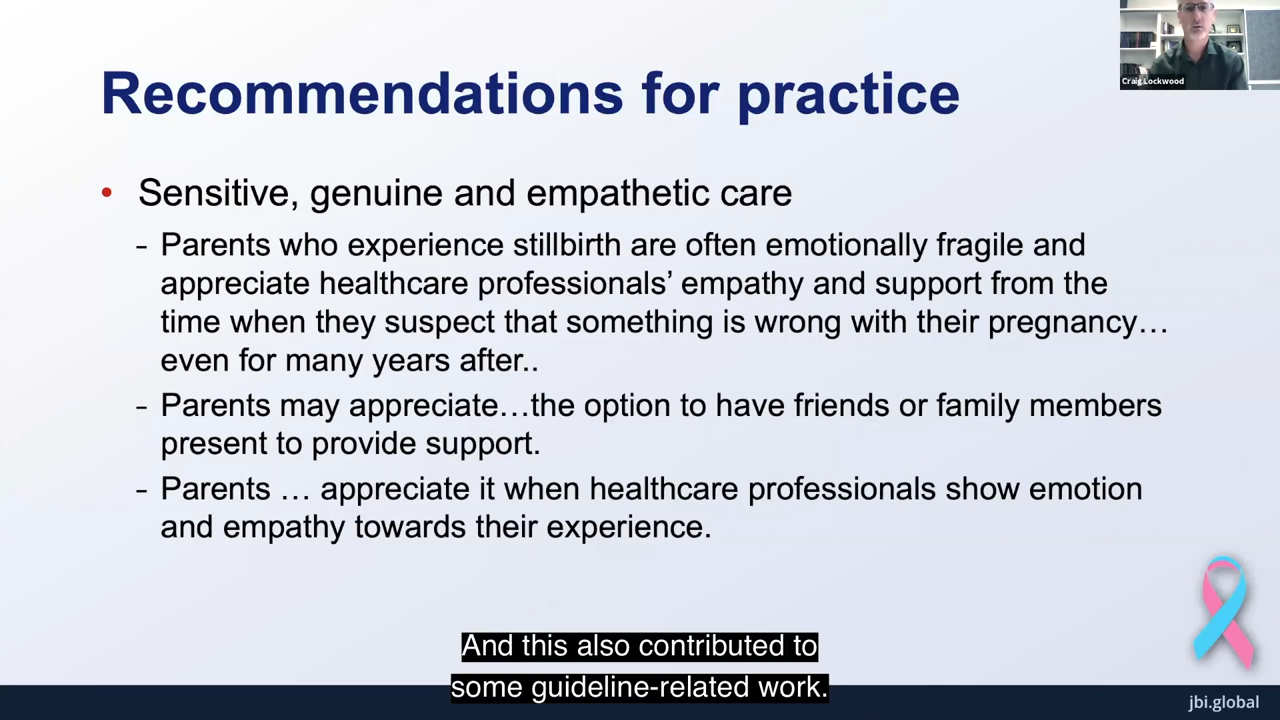 Craig Lockwood
Recommendations for practice
• Sensitive, genuine and empathetic care
- Parents who experience stillbirth are often emotionally fragile and
appreciate healthcare professionals’ empathy and support from the
time when they suspect that something is wrong with their pregnancy…
even for many years after..
- Parents may appreciate…the option to have friends or family members
present to provide support.
- Parents … appreciate it when healthcare professionals show emotion
and empathy towards their experience.
And this also contributed to
some guideline-related work.
jbi.global